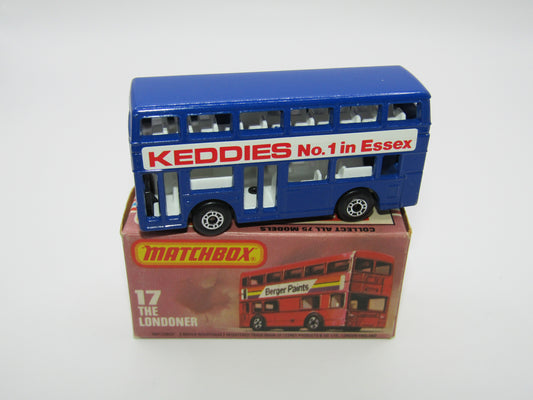 KEDDIES No.1 in Essex
COLLECT ALL 75 MODELS
MATCHBOX
17
THE
LONDONER
Berger Paints